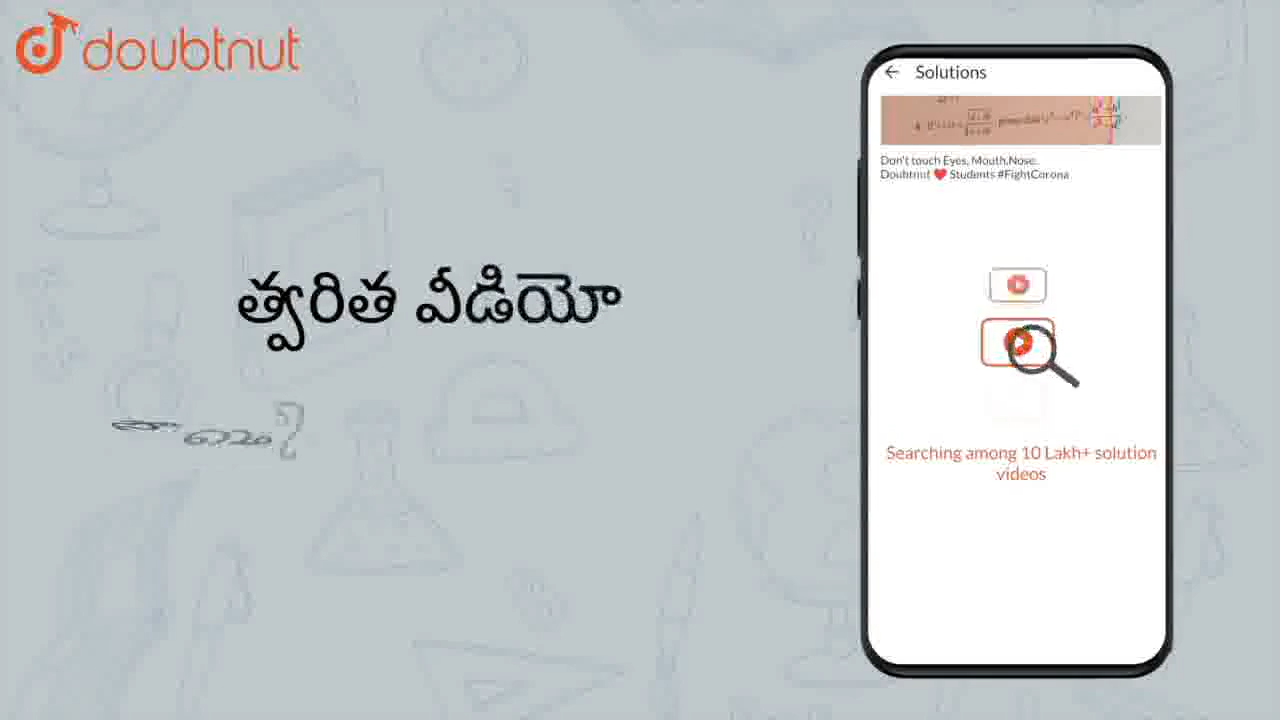 doubtnut
త్వరిత వీడియో
Solutions
Don't touch Eyes, Mouth,Nose.
Doubtnut ❤️ Students #FightCorona
Searching among 10 Lakh+ solution
videos